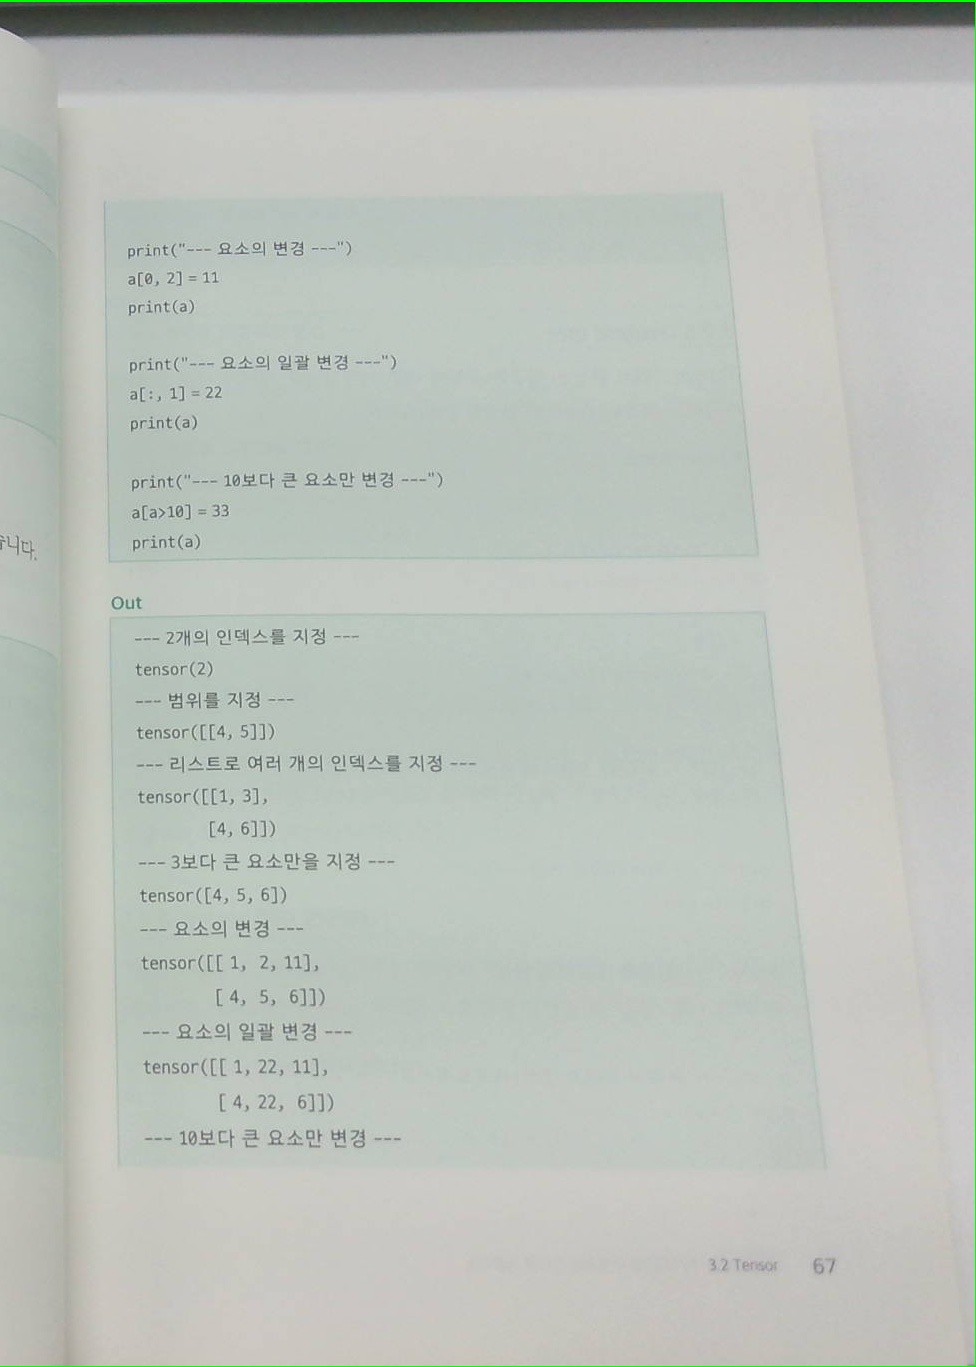 print("--- 요소의 변경 ---")
a[0, 2] = 11
print(a)
print("--- 요소의 일괄 변경 ---")
a[:, 1] = 22
print(a)
print("--- 10보다 큰 요소만 변경 ---")
a[a>10] = 33
print(a)
Out
--- 2개의 인덱스를 지정 ---
tensor(2)
--- 범위를 지정 ---
tensor([[4, 5]])
--- 리스트로 여러 개의 인덱스를 지정 ---
tensor([[1, 3],
[4, 6]])
--- 3보다 큰 요소만을 지정 ---
tensor([4, 5, 6])
--- 요소의 변경 ---
tensor([[ 1, 2, 11],
[ 4, 5, 6]])
--- 요소의 일괄 변경 ---
tensor([[ 1, 22, 11],
[ 4, 22, 6]])
--- 10보다 큰 요소만 변경 ---
3.2 Tensor 67